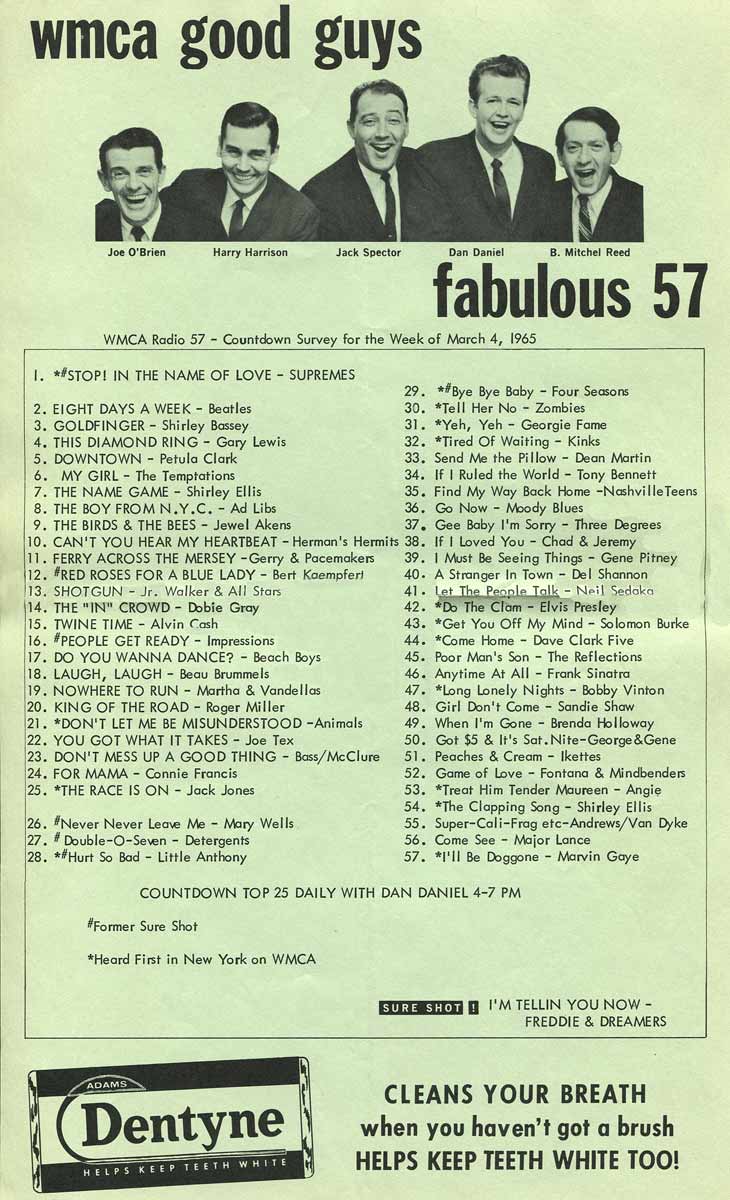 wmca good guys
Joe O'Brien
Harry Harrison
Jack Spector
Dan Daniel
B. Mitchel Reed
fabulous 57
WMCA Radio 57 - Countdown Survey for the Week of March 4, 1965
1. *#STOP! IN THE NAME OF LOVE - SUPREMES
2. EIGHT DAYS A WEEK - Beatles
3. GOLDFINGER - Shirley Bassey
4. THIS DIAMOND RING - Gary Lewis
5. DOWNTOWN - Petula Clark
6. MY GIRL - The Temptations
7. THE NAME GAME - Shirley Ellis
8. THE BOY FROM N.Y.C. - Ad Libs
9. THE BIRDS & THE BEES - Jewel Akens
10. CAN'T YOU HEAR MY HEARTBEAT - Herman's Hermits
11. FERRY ACROSS THE MERSEY -Gerry & Pacemakers
12. #RED ROSES FOR A BLUE LADY - Bert Kaempfert
13. SHOTGUN - Jr. Walker & All Stars
14. THE "IN" CROWD - Dobie Gray
15. TWINE TIME - Alvin Cash
16. #PEOPLE GET READY - Impressions
17. DO YOU WANNA DANCE? - Beach Boys
18. LAUGH, LAUGH - Beau Brummels
19. NOWHERE TO RUN - Martha & Vandellas
20. KING OF THE ROAD - Roger Miller
21. *DON'T LET ME BE MISUNDERSTOOD -Animals
22. YOU GOT WHAT IT TAKES - Joe Tex
23. DON'T MESS UP A GOOD THING - Bass/McClure
24. FOR MAMA - Connie Francis
25. *THE RACE IS ON - Jack Jones
26. #Never Never Leave Me - Mary Wells
27. # Double-O-Seven - Detergents
28. *#Hurt So Bad - Little Anthony
29. *#Bye Bye Baby - Four Seasons
30. *Tell Her No - Zombies
31. *Yeh, Yeh - Georgie Fame
32. *Tired Of Waiting - Kinks
33. Send Me the Pillow - Dean Martin
34. If I Ruled the World - Tony Bennett
35. Find My Way Back Home -NashvilleTeens
36. Go Now - Moody Blues
37. Gee Baby I'm Sorry - Three Degrees
38. If I Loved You - Chad & Jeremy
39. I Must Be Seeing Things - Gene Pitney
40. A Stranger In Town - Del Shannon
41. Let The People Talk - Neil Sedaka
42. *Do The Clam - Elvis Presley
43. *Get You Off My Mind - Solomon Burke
44. *Come Home - Dave Clark Five
45. Poor Man's Son - The Reflections
46. Anytime At All - Frank Sinatra
47. *Long Lonely Nights - Bobby Vinton
48. Girl Don't Come - Sandie Shaw
49. When I'm Gone - Brenda Holloway
50. Got $5 & It's Sat.Nite-George&Gene
51. Peaches & Cream - Ikettes
52. Game of Love - Fontana & Mindbenders
53. *Treat Him Tender Maureen - Angie
54. *The Clapping Song - Shirley Ellis
55. Super-Cali-Frag etc-Andrews/Van Dyke
56. Come See - Major Lance
57. *I'll Be Doggone - Marvin Gaye
COUNTDOWN TOP 25 DAILY WITH DAN DANIEL 4-7 PM
#Former Sure Shot
*Heard First in New York on WMCA
SURE SHOT ! I'M TELLIN YOU NOW -
FREDDIE & DREAMERS
ADAMS
Dentyne
HELPS KEEP TEETH WHITE
CLEANS YOUR BREATH
when you haven't got a brush
HELPS KEEP TEETH WHITE TOO!